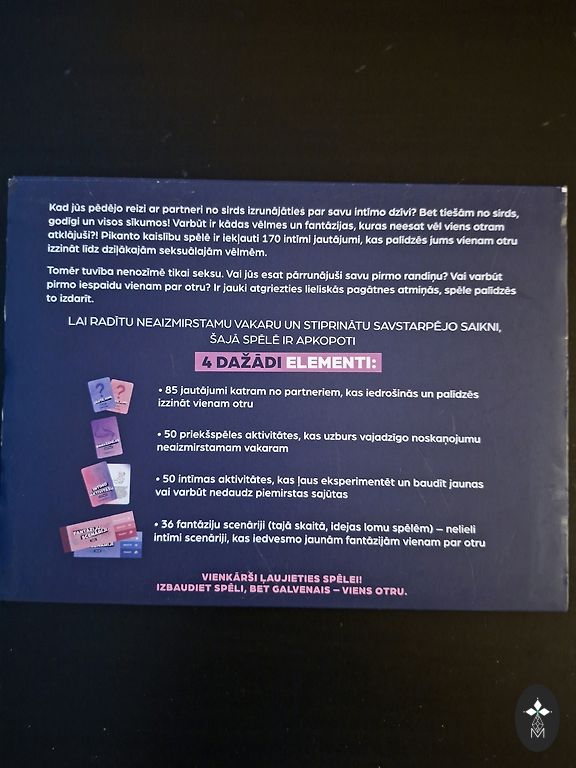 Kad jūs pēdējo reizi ar partneri no sirds izrunājāties par savu intīmo dzīvi? Bet tiešām no sirds,
godīgi un visos sīkumos! Varbūt ir kādas vēlmes un fantāzijas, kuras neesat vēl viens otram
atklājuši?! Pikanto kaislību spēlē ir iekļauti 170 intīmi jautājumi, kas palīdzēs jums vienam otru
izzināt līdz dziļākajām seksuālajām vēlmēm.
Tomēr tuvība nenozīmē tikai seksu. Vai jūs esat pārrunājuši savu pirmo randiņu? Vai varbūt
pirmo iespaidu vienam par otru? Ir jauki atgriezties lieliskās pagātnes atmiņās, spēle palīdzēs
to izdarīt.
LAI RADĪTU NEAIZMIRSTAMU VAKARU UN STIPRINĀTU SAVSTARPĒJO SAIKNI,
ŠAJĀ SPĒLĒ IR APKOPOTI
4 DAŽĀDI ELEMENTI:
• 85 jautājumi katram no partneriem, kas iedrošinās un palīdzēs
izzināt vienam otru
• 50 priekšspēles aktivitātes, kas uzburs vajadzīgo noskaņojumu
neaizmirstamam vakaram
• 50 intīmas aktivitātes, kas ļaus eksperimentēt un baudīt jaunas
vai varbūt nedaudz piemirstas sajūtas
• 36 fantāziju scenāriji (tajā skaitā, idejas lomu spēlēm) – nelieli
intīmi scenāriji, kas iedvesmo jaunām fantāzijām vienam par otru
FANTĀZIJU
SCENĀRIJI
VIENKĀRŠI ĻAUJIETIES SPĒLEI!
IZBAUDIET SPĒLI, BET GALVENAIS – VIENS OTRU.